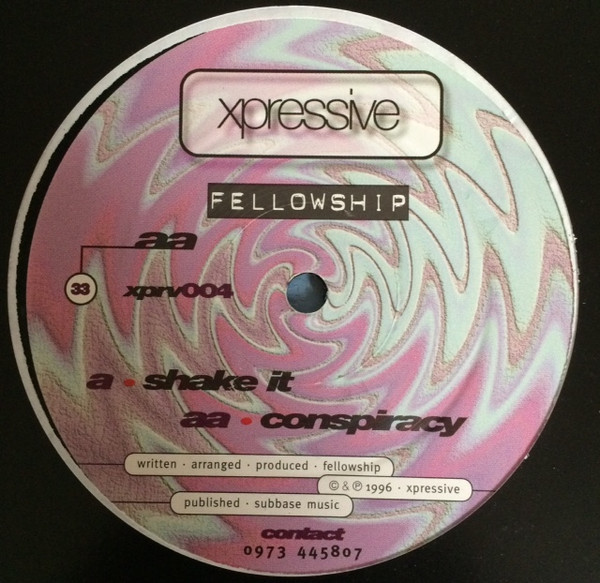 xpressive
FELLOWSHIP
aa
33
xprv004
a • shake it
aa • conspiracy
written · arranged · produced · fellowship
© & ℗ 1996 · xpressive
published · subbase music
contact
0973 445807